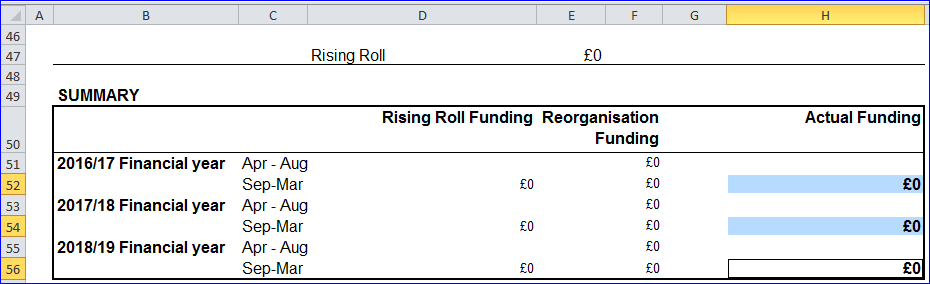 A B C D E F G H
46
47 Rising Roll £0
48
49 SUMMARY
50 Rising Roll Funding Reorganisation Funding Actual Funding
51 2016/17 Financial year Apr - Aug £0
52 Sep-Mar £0 £0 £0
53 2017/18 Financial year Apr - Aug £0
54 Sep-Mar £0 £0 £0
55 2018/19 Financial year Apr - Aug £0
56 Sep-Mar £0 £0 £0